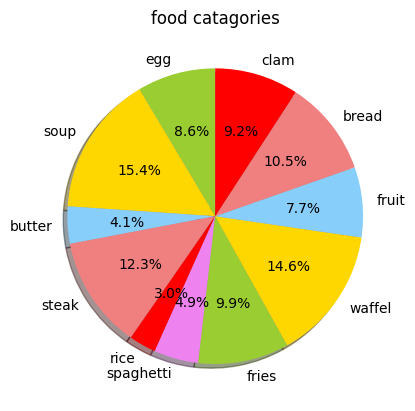 food catagories
egg
clam
soup
bread
8.6%
9.2%
15.4%
10.5%
butter
4.1%
7.7%
fruit
steak
12.3%
14.6%
waffel
3.0%
4.9%
9.9%
rice
spaghetti
fries